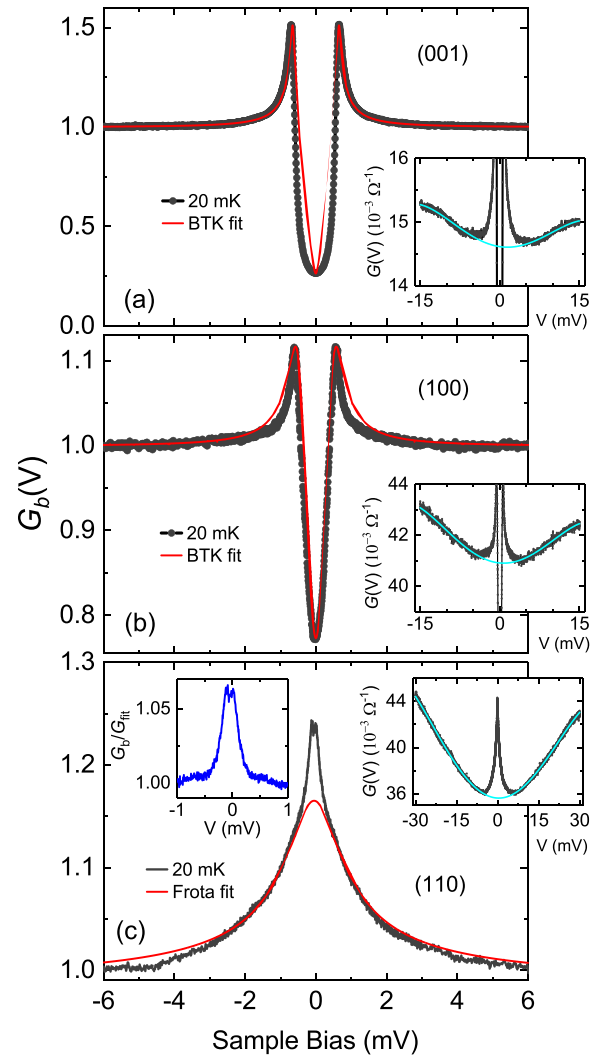 1.5
1.0
0.5
0.0
(001)
20 mK
BTK fit
(a)
16
15
14
G(V) (10⁻³ Ω⁻¹)
-15 0 15
V (mV)
1.1
1.0
0.9
0.8
G_b(V)
(100)
20 mK
BTK fit
(b)
44
42
40
G(V) (10⁻³ Ω⁻¹)
-15 0 15
V (mV)
1.3
1.2
1.1
1.0
1.05
1.00
G_b/G_fit
-1 0 1
V (mV)
44
40
36
G(V) (10⁻³ Ω⁻¹)
-30 -15 0 15 30
V (mV)
20 mK
Frota fit
(110)
(c)
-6 -4 -2 0 2 4 6
Sample Bias (mV)